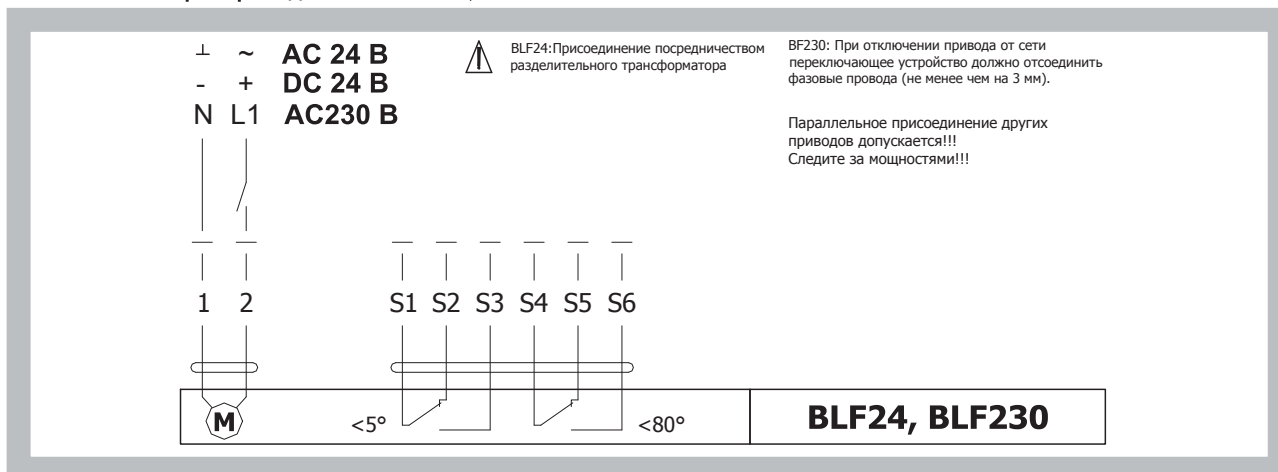 ⊥ ~ AC 24 В
- + DC 24 В
N L1 AC230 В
BLF24:Присоединение посредничеством
разделительного трансформатора
BF230: При отключении привода от сети
переключающее устройство должно отсоединить
фазовые провода (не менее чем на 3 мм).
Параллельное присоединение других
приводов допускается!!!
Следите за мощностями!!!
1 2 S1 S2 S3 S4 S5 S6
M <5° <80° BLF24, BLF230